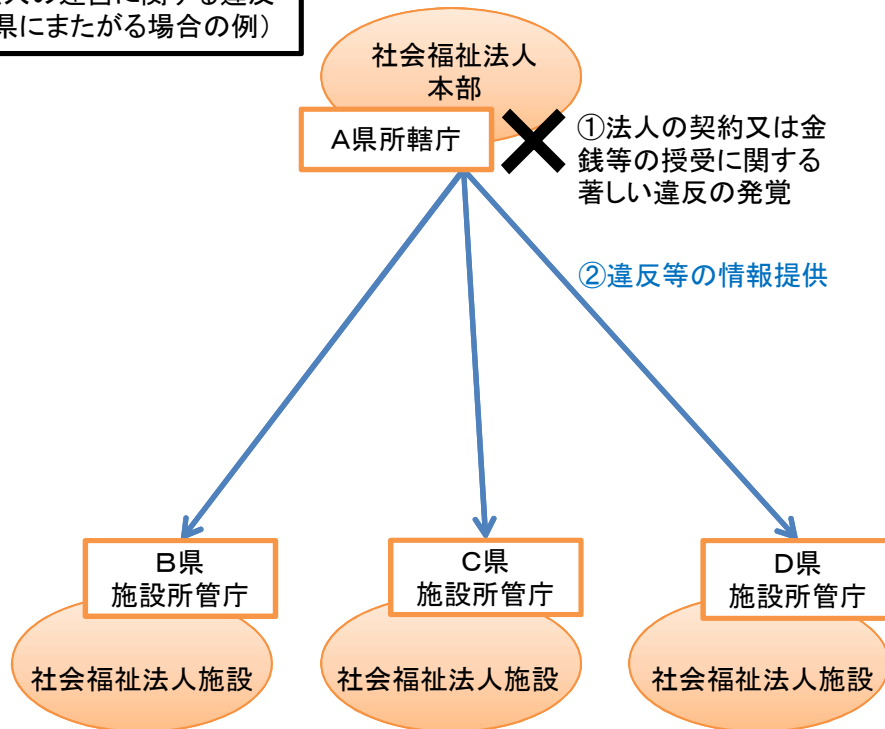 県にまたがる場合の例）
社会福祉法人
本部
A県所轄庁
①法人の契約又は金
銭等の授受に関する
著しい違反の発覚
②違反等の情報提供
B県
施設所管庁
C県
施設所管庁
D県
施設所管庁
社会福祉法人施設
社会福祉法人施設
社会福祉法人施設